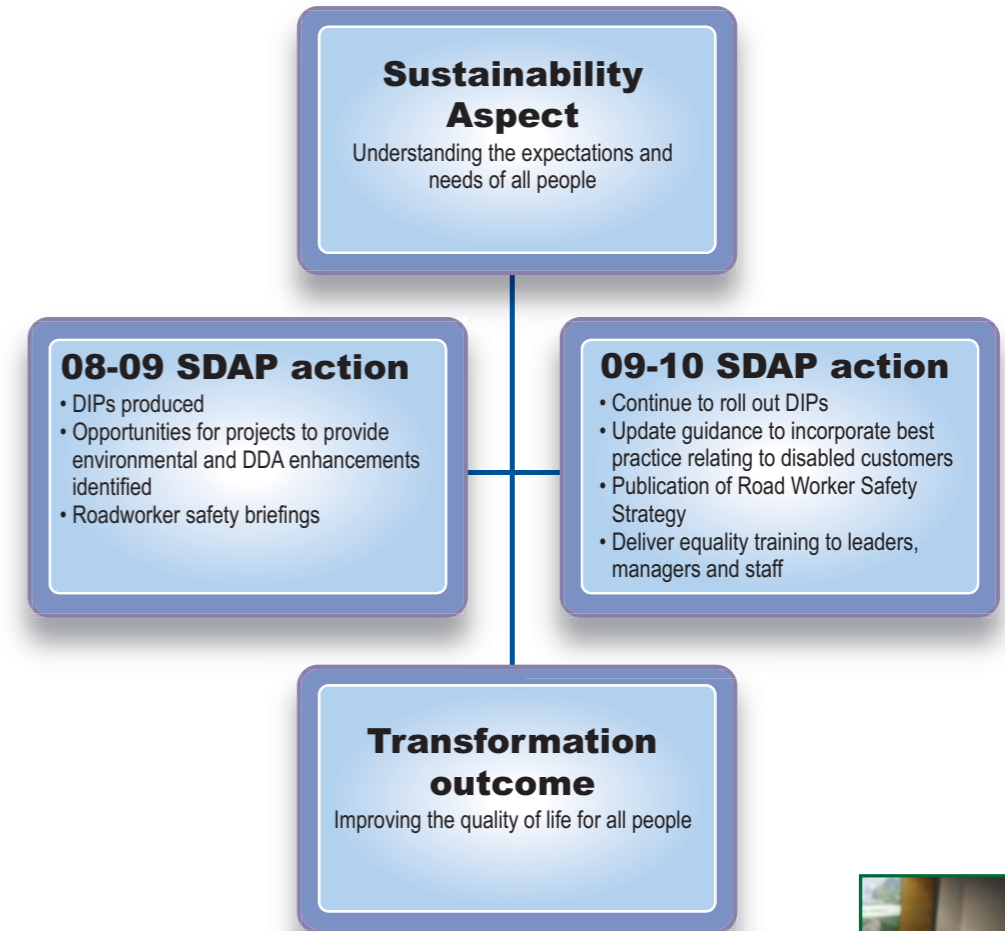 Sustainability
Aspect
Understanding the expectations and
needs of all people
08-09 SDAP action
• DIPs produced
• Opportunities for projects to provide
environmental and DDA enhancements
identified
• Roadworker safety briefings
09-10 SDAP action
• Continue to roll out DIPs
• Update guidance to incorporate best
practice relating to disabled customers
• Publication of Road Worker Safety
Strategy
• Deliver equality training to leaders,
managers and staff
Transformation
outcome
Improving the quality of life for all people